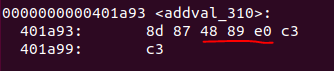 0000000000401a93 <addval_310>:
401a93: 8d 87 48 89 e0 c3
401a99: c3